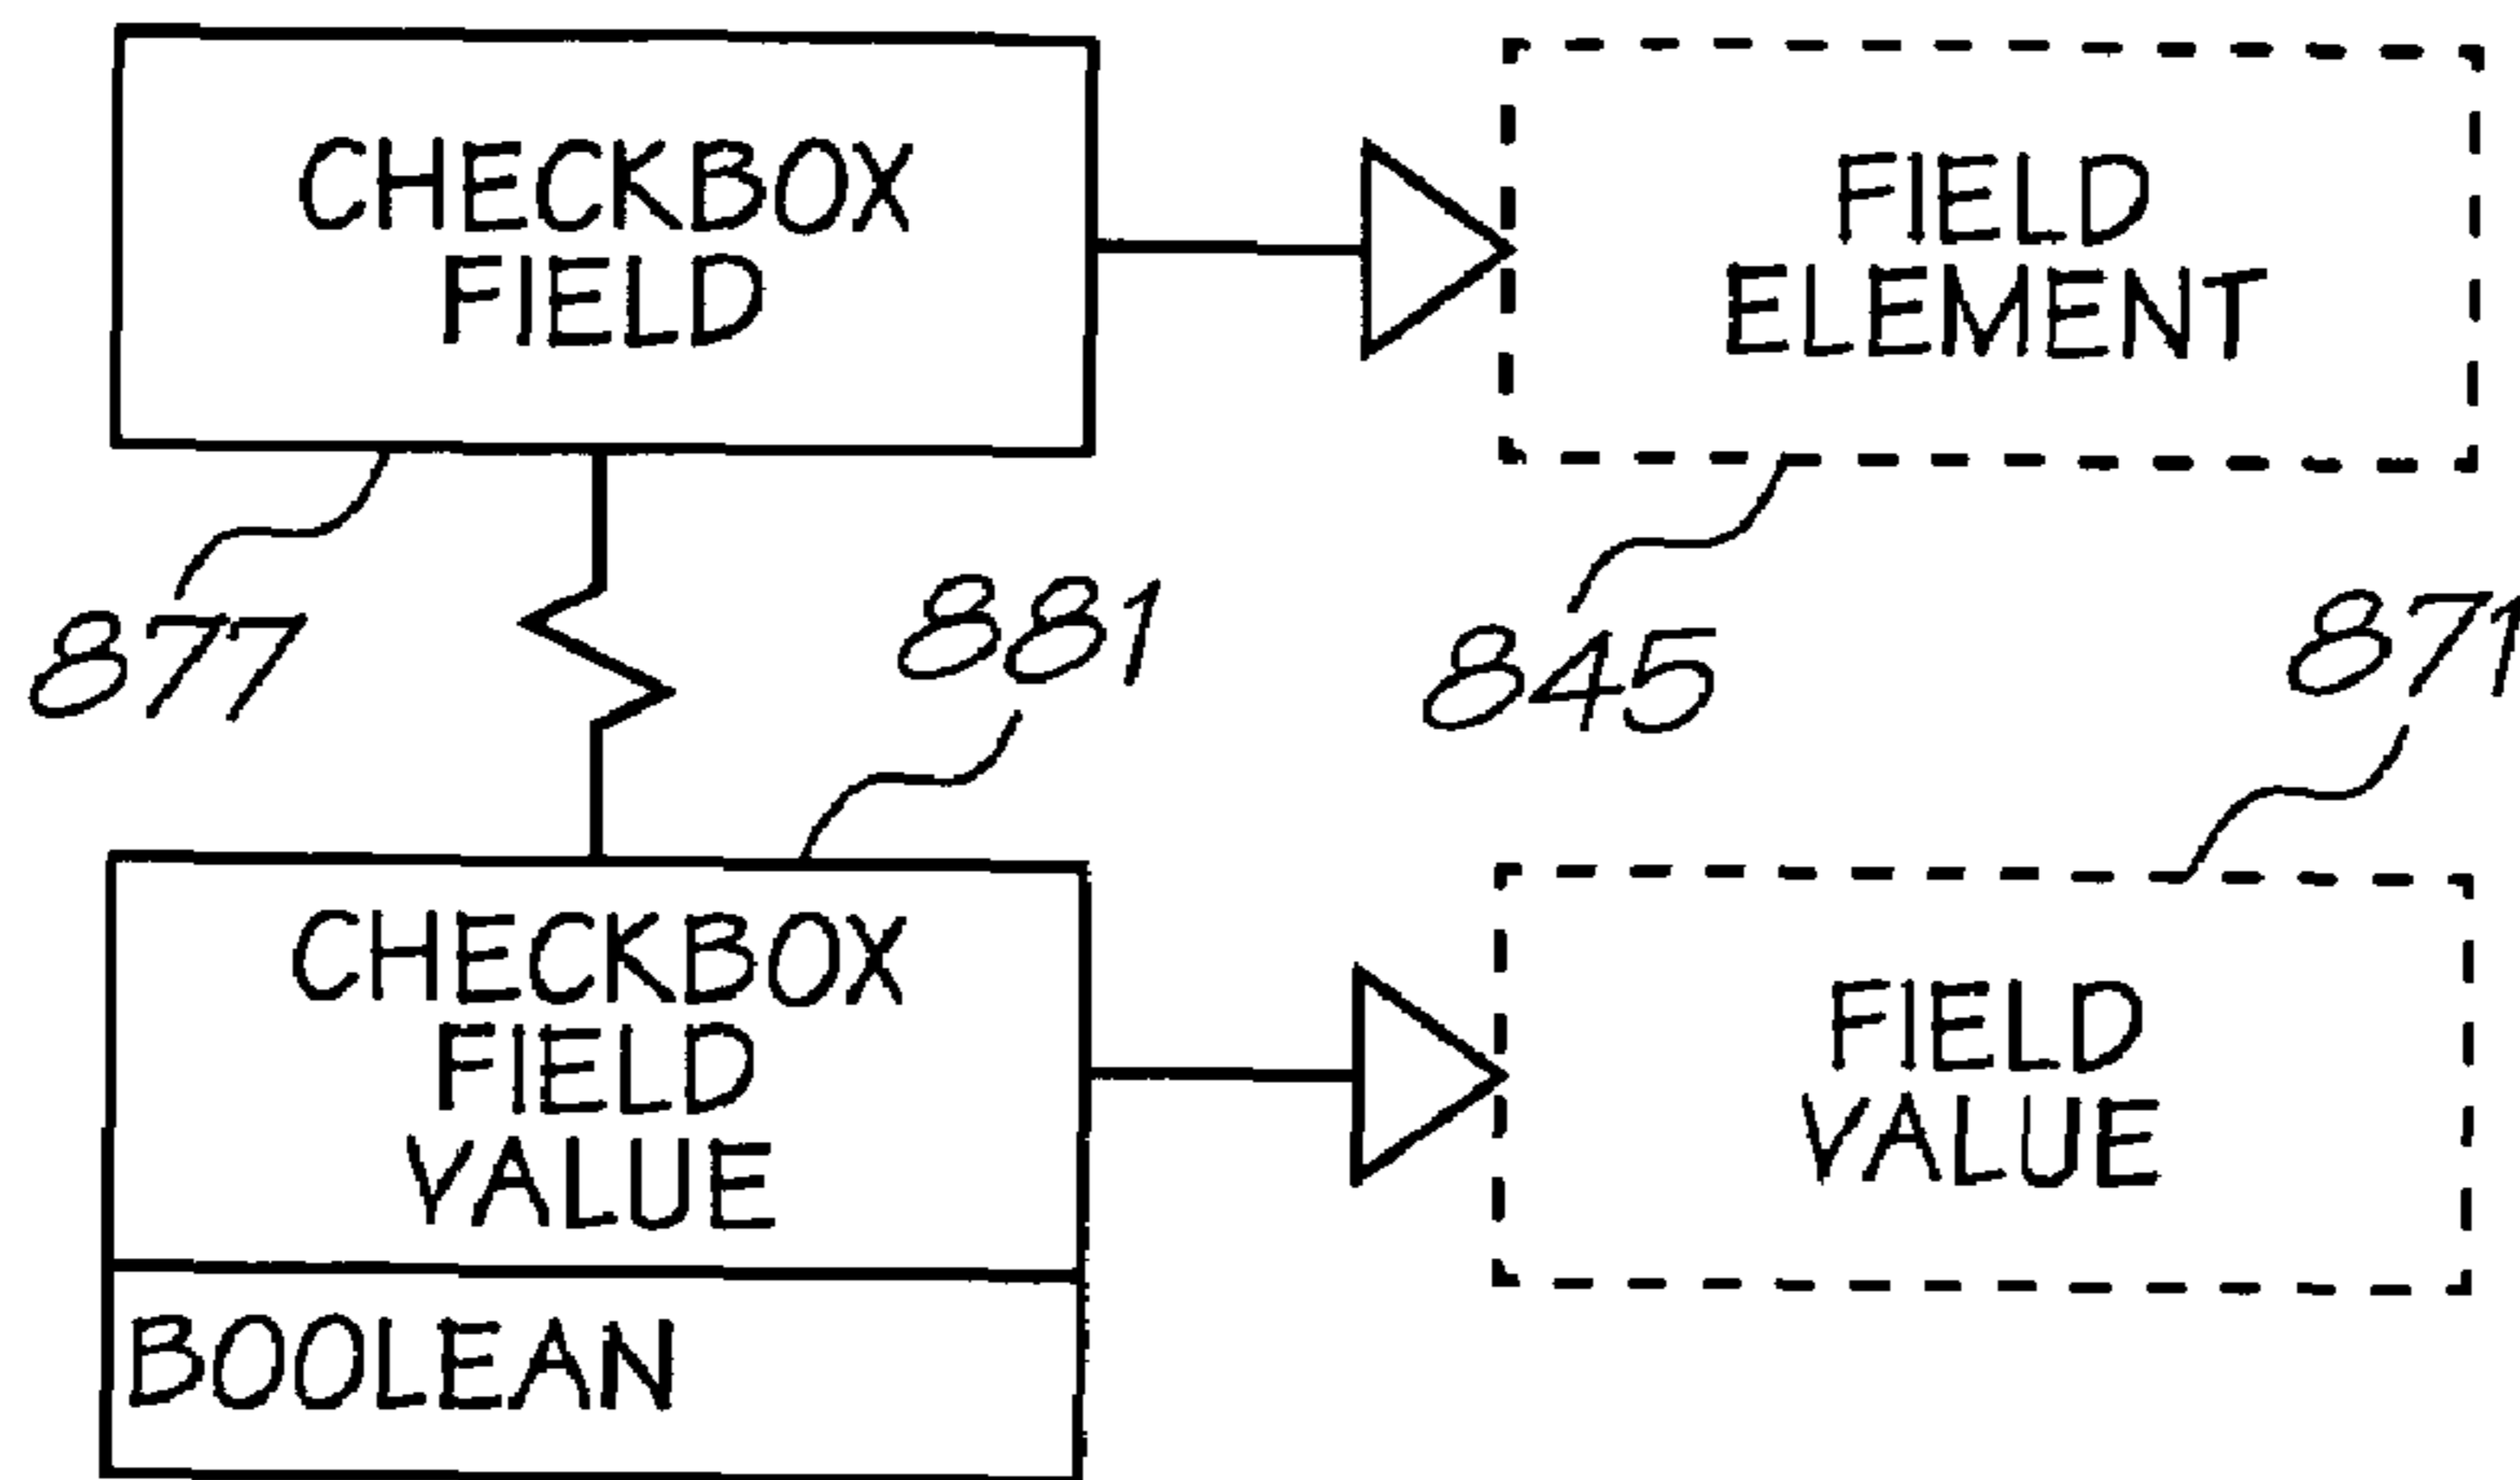 CHECKBOX
FIELD
FIELD
ELEMENT
877
881
845
871
CHECKBOX
FIELD
VALUE
FIELD
VALUE
BOOLEAN